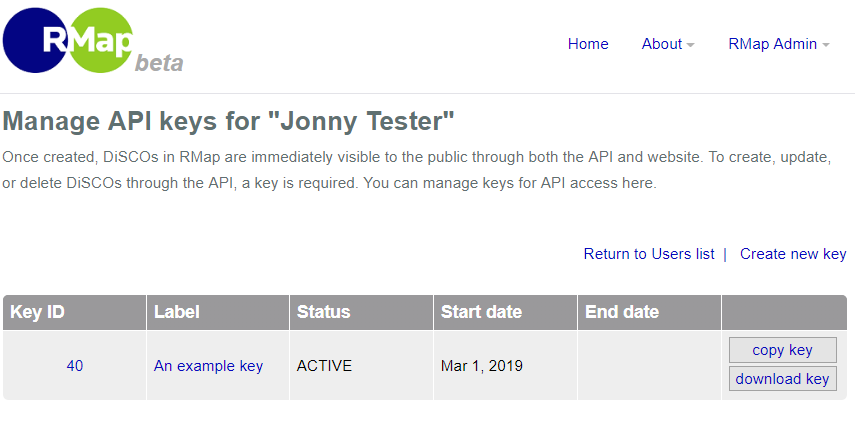 RMap
beta
Home About RMap Admin
Manage API keys for "Jonny Tester"
Once created, DiSCOs in RMap are immediately visible to the public through both the API and website. To create, update,
or delete DiSCOs through the API, a key is required. You can manage keys for API access here.
Return to Users list | Create new key
Key ID Label Status Start date End date
40 An example key ACTIVE Mar 1, 2019 copy key
download key